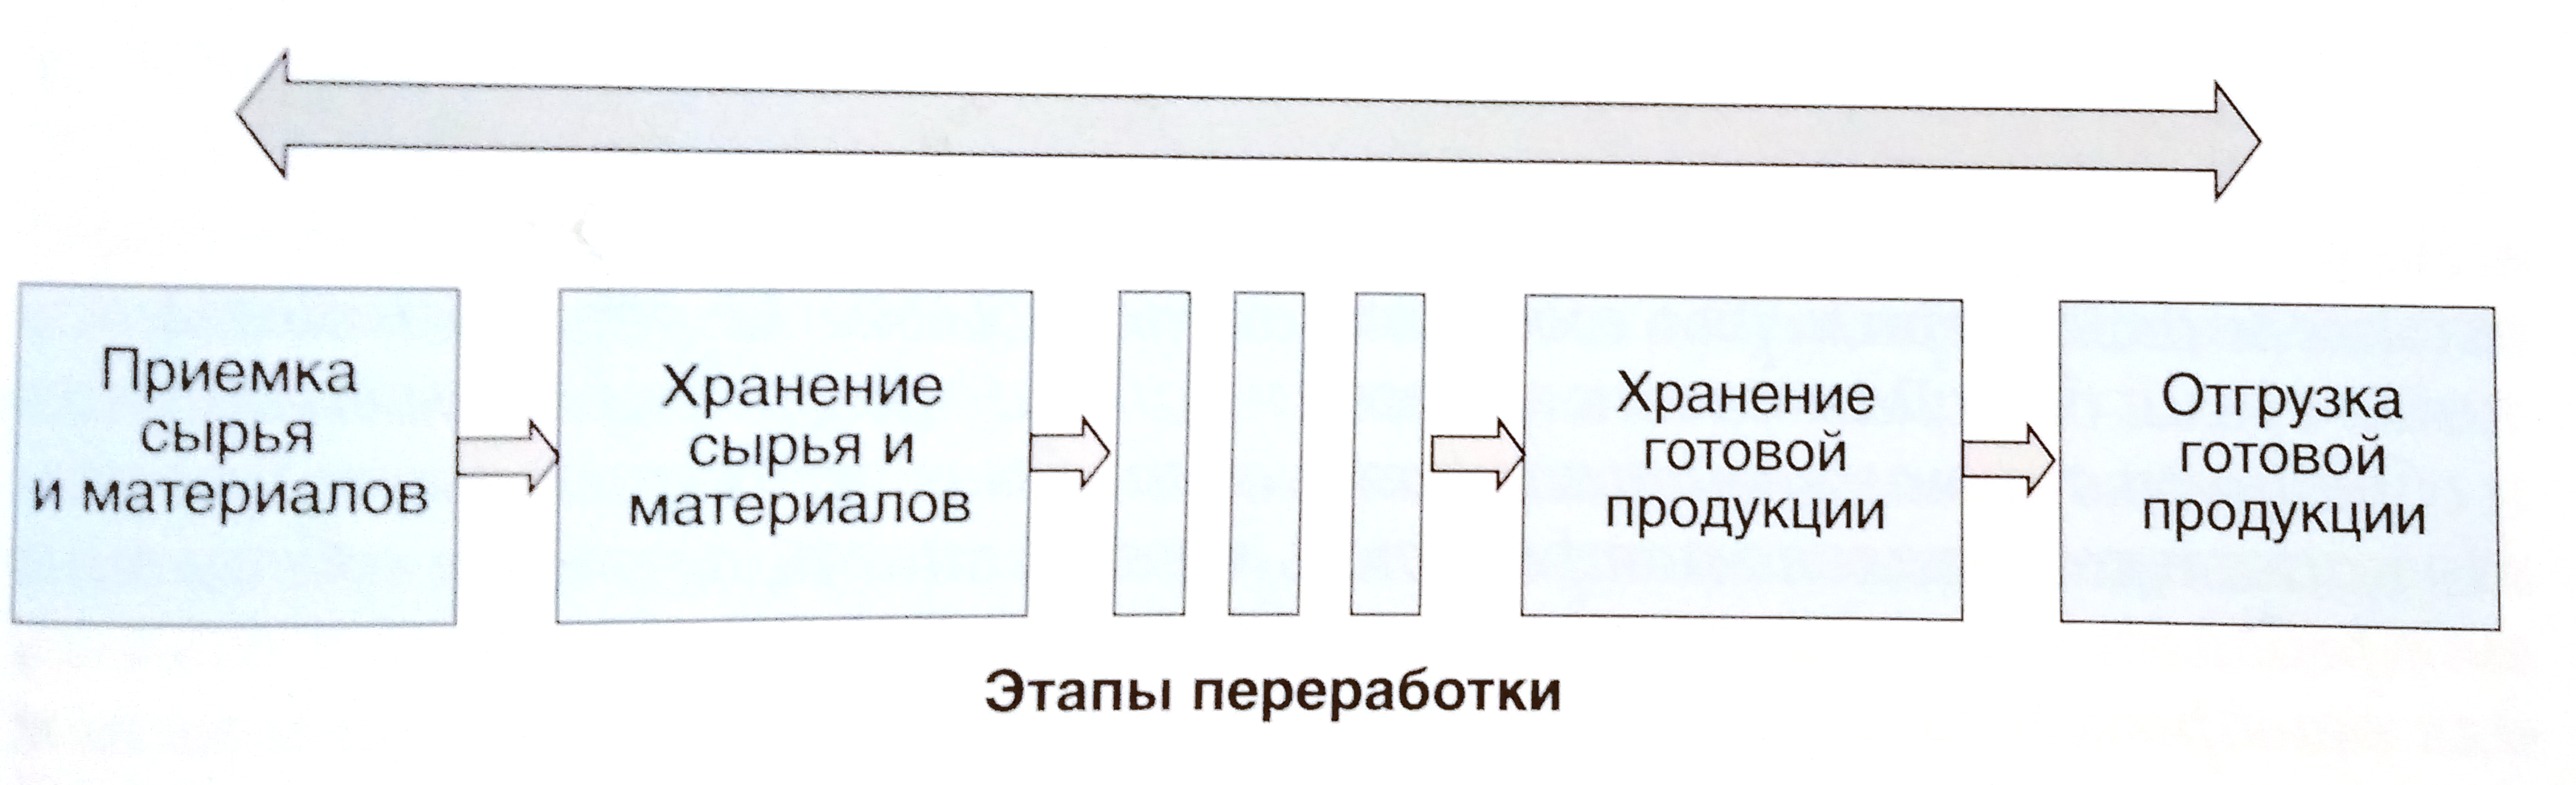 Приемка
сырья
и материалов
Хранение
сырья и
материалов
Хранение
готовой
продукции
Отгрузка
готовой
продукции
Этапы переработки